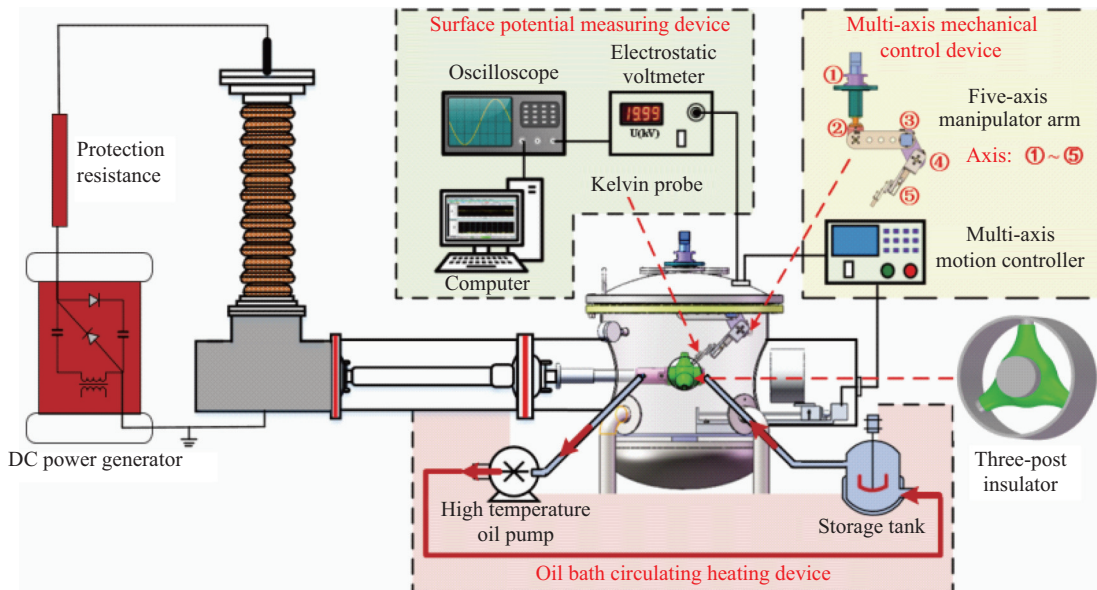 Surface potential measuring device
Oscilloscope
Electrostatic
voltmeter
19.99
U(kV)
Kelvin probe
Computer
Multi-axis mechanical
control device
①
②
③
④
⑤
Five-axis
manipulator arm
Axis: ①~⑤
Multi-axis
motion controller
Protection
resistance
DC power generator
Three-post
insulator
High temperature
oil pump
Storage tank
Oil bath circulating heating device